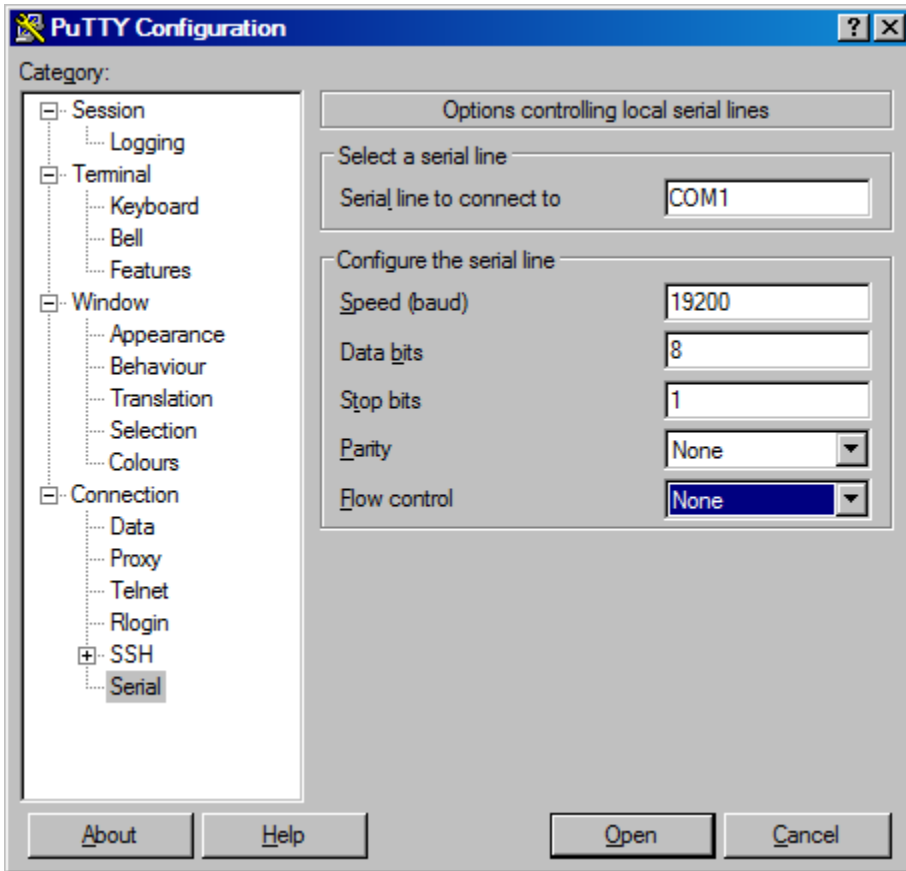 PuTTY Configuration
Category:
Session
Logging
Terminal
Keyboard
Bell
Features
Window
Appearance
Behaviour
Translation
Selection
Colours
Connection
Data
Proxy
Telnet
Rlogin
SSH
Serial
Options controlling local serial lines
Select a serial line
Serial line to connect to COM1
Configure the serial line
Speed (baud) 19200
Data bits 8
Stop bits 1
Parity None
Flow control None
About Help Open Cancel